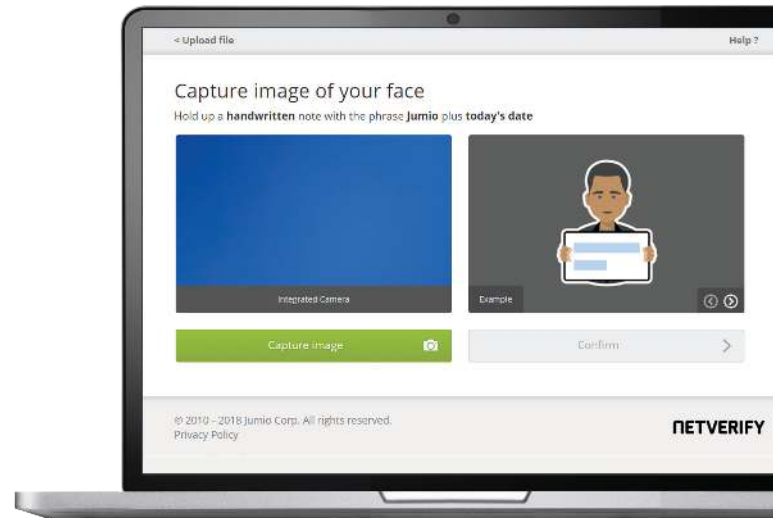 < Upload file
Help ?
Capture image of your face
Hold up a handwritten note with the phrase Jumio plus today's date
Integrated Camera
Example
Capture image
Confirm
© 2010 - 2018 Jumio Corp. All rights reserved.
Privacy Policy
NETVERIFY